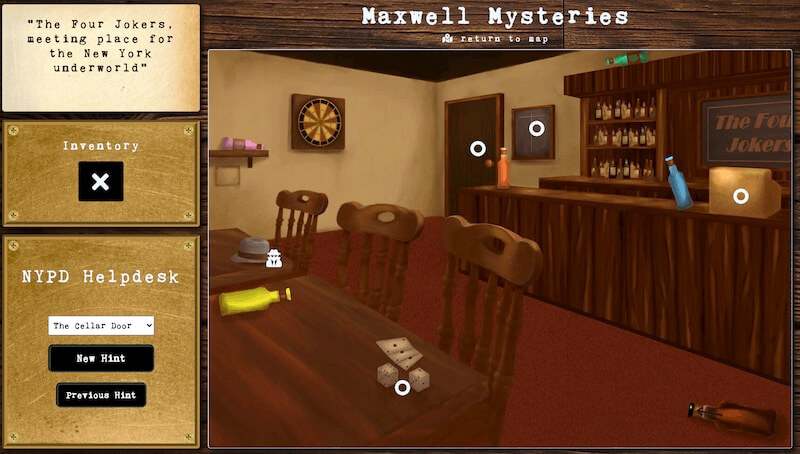 Maxwell Mysteries
return to map
"The Four Jokers,
meeting place for
the New York
underworld"
Inventory
NYPD Helpdesk
The Cellar Door
New Hint
Previous Hint
The Four
Jokers